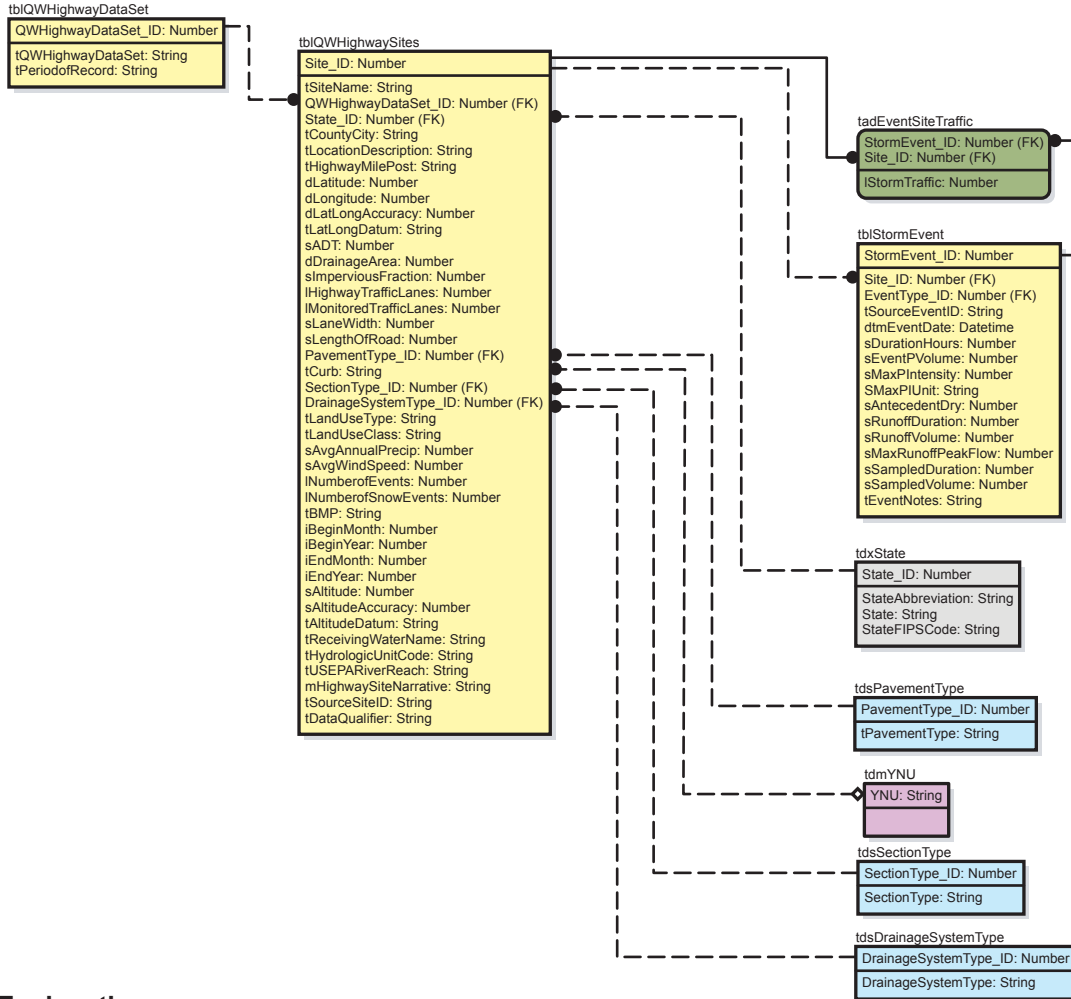 tblQWHighwayDataSet
QWHighwayDataSet_ID: Number
tQWHighwayDataSet: String
tPeriodofRecord: String
tblQWHighwaySites
Site_ID: Number
tSiteName: String
QWHighwayDataSet_ID: Number (FK)
State_ID: Number (FK)
tCountyCity: String
tLocationDescription: String
tHighwayMilePost: String
dLatitude: Number
dLongitude: Number
dLatLongAccuracy: Number
tLatLongDatum: String
sADT: Number
dDrainageArea: Number
sImperviousFraction: Number
lHighwayTrafficLanes: Number
lMonitoredTrafficLanes: Number
sLaneWidth: Number
sLengthOfRoad: Number
PavementType_ID: Number (FK)
tCurb: String
SectionType_ID: Number (FK)
DrainageSystemType_ID: Number (FK)
tLandUseType: String
tLandUseClass: String
sAvgAnnualPrecip: Number
sAvgWindSpeed: Number
lNumberofEvents: Number
lNumberofSnowEvents: Number
tBMP: String
iBeginMonth: Number
iBeginYear: Number
iEndMonth: Number
iEndYear: Number
sAltitude: Number
sAltitudeAccuracy: Number
tAltitudeDatum: String
tReceivingWaterName: String
tHydrologicUnitCode: String
tUSEPARiverReach: String
mHighwaySiteNarrative: String
tSourceSiteID: String
tDataQualifier: String
tadEventSiteTraffic
StormEvent_ID: Number (FK)
Site_ID: Number (FK)
lStormTraffic: Number
tblStormEvent
StormEvent_ID: Number
Site_ID: Number (FK)
EventType_ID: Number (FK)
tSourceEventID: String
dtmEventDate: Datetime
sDurationHours: Number
sEventPVolume: Number
sMaxPIntensity: Number
SMaxPIUnit: String
sAntecedentDry: Number
sRunoffDuration: Number
sRunoffVolume: Number
sMaxRunoffPeakFlow: Number
sSampledDuration: Number
sSampledVolume: Number
tEventNotes: String
tdxState
State_ID: Number
StateAbbreviation: String
State: String
StateFIPSCode: String
tdsPavementType
PavementType_ID: Number
tPavementType: String
tdmYNU
YNU: String
tdsSectionType
SectionType_ID: Number
SectionType: String
tdsDrainageSystemType
DrainageSystemType_ID: Number
DrainageSystemType: String